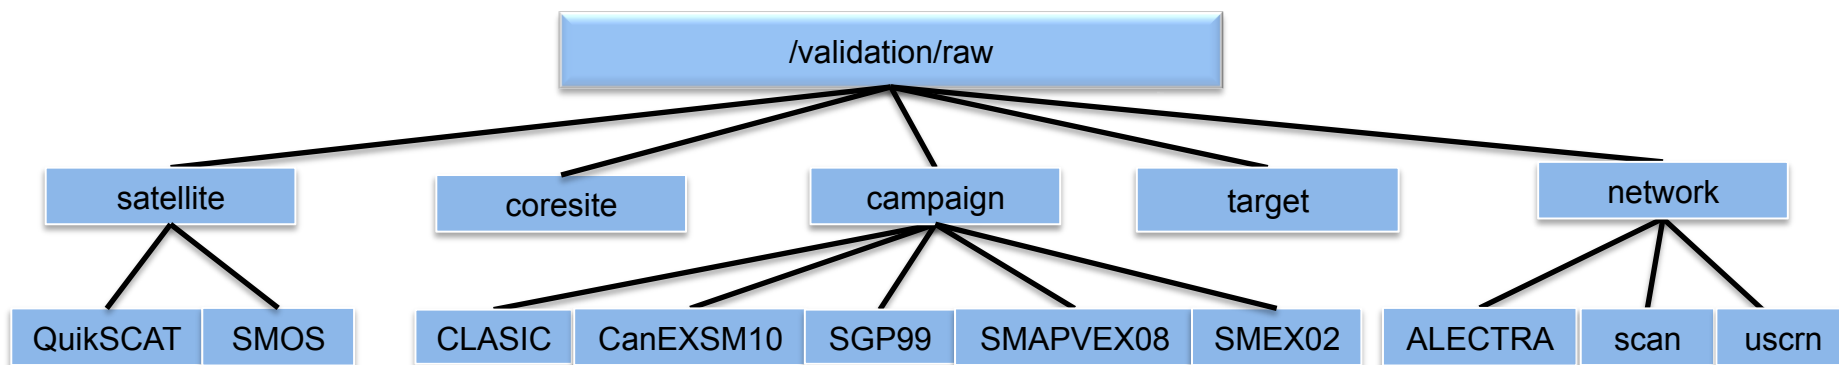 /validation/raw
satellite
coresite
campaign
target
network
QuikSCAT
SMOS
CLASIC
CanEXSM10
SGP99
SMAPVEX08
SMEX02
ALECTRA
scan
uscrn